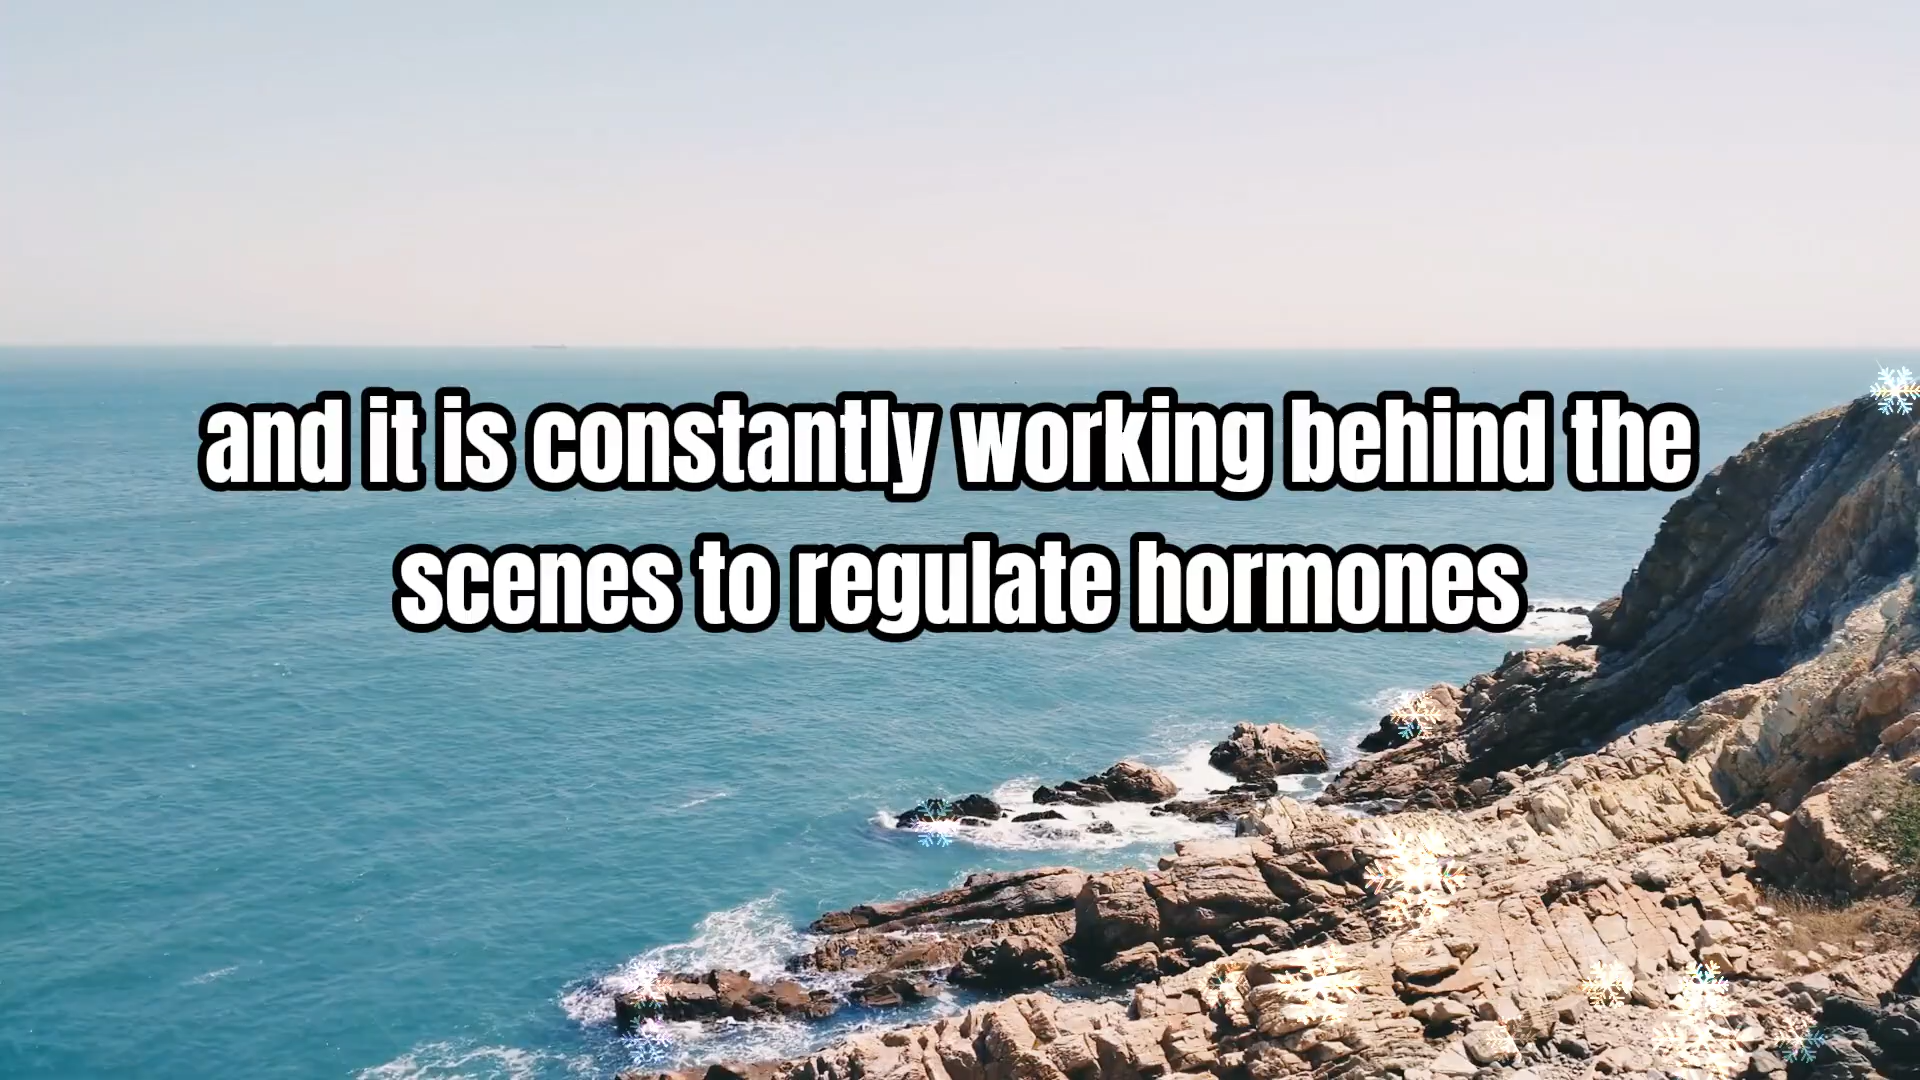 and it is constantly working behind the
scenes to regulate hormones